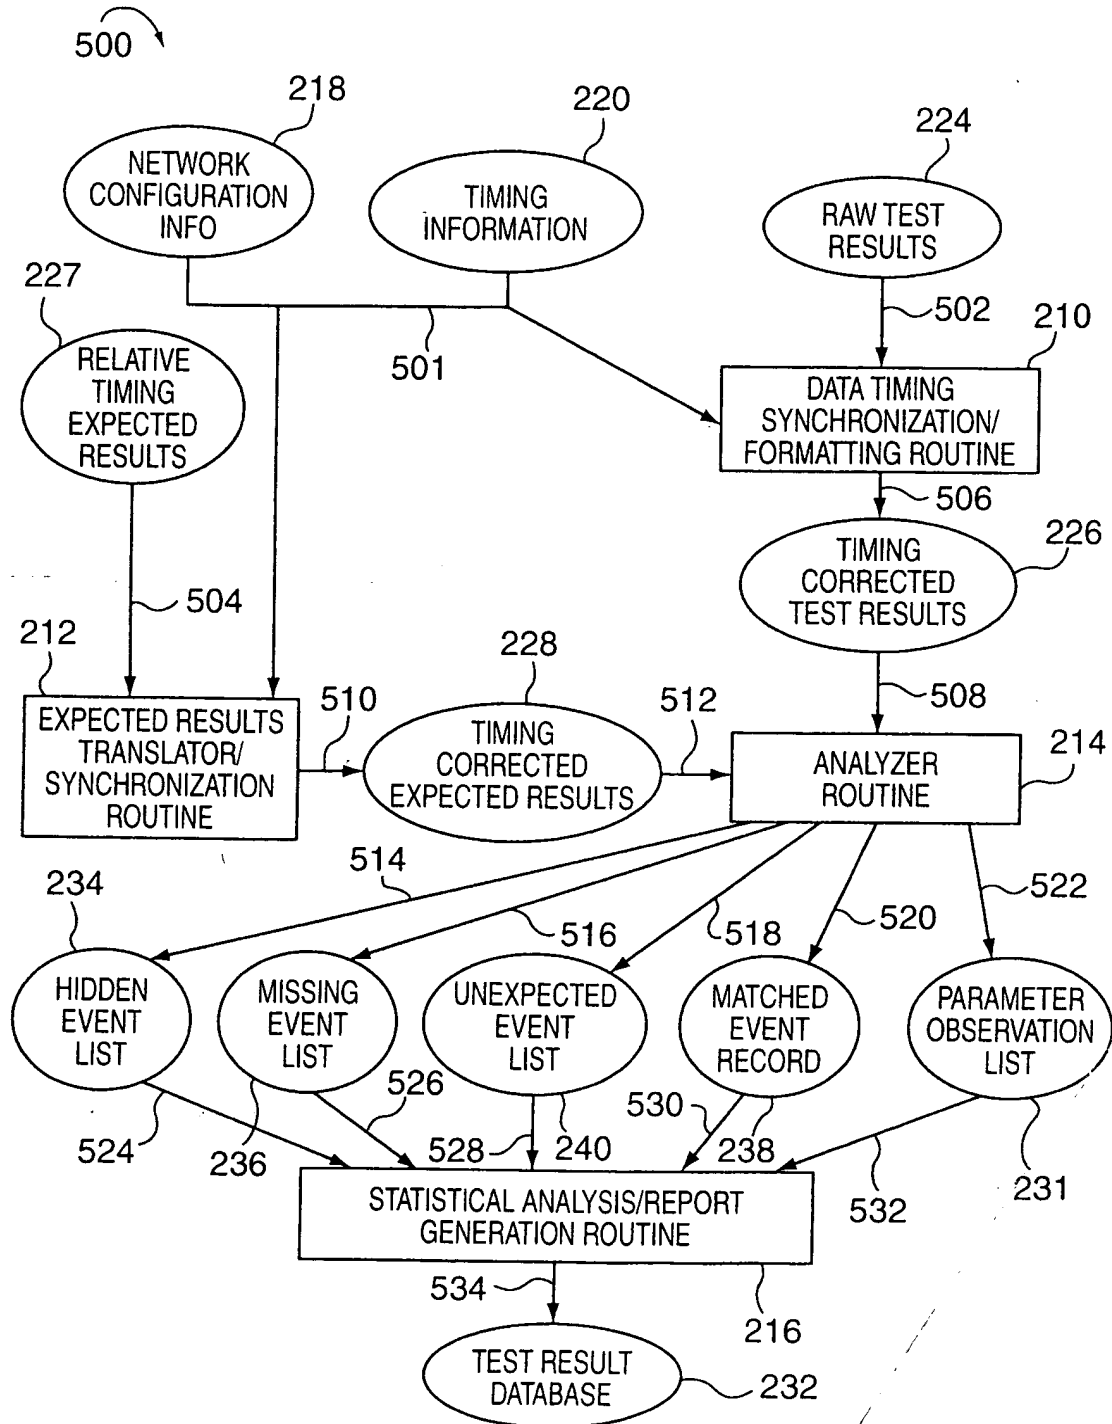 500
218
220
224
NETWORK
CONFIGURATION
INFO
TIMING
INFORMATION
RAW TEST
RESULTS
227
502
210
501
RELATIVE
TIMING
EXPECTED
RESULTS
DATA TIMING
SYNCHRONIZATION/
FORMATTING ROUTINE
506
226
TIMING
CORRECTED
TEST RESULTS
504
212
228
508
510
512
214
EXPECTED RESULTS
TRANSLATOR/
SYNCHRONIZATION
ROUTINE
TIMING
CORRECTED
EXPECTED RESULTS
ANALYZER
ROUTINE
234
514
516
518
520
522
HIDDEN
EVENT
LIST
MISSING
EVENT
LIST
UNEXPECTED
EVENT
LIST
MATCHED
EVENT
RECORD
PARAMETER
OBSERVATION
LIST
524
236
526
528
240
530
238
532
231
STATISTICAL ANALYSIS/REPORT
GENERATION ROUTINE
534
216
TEST RESULT
DATABASE
232